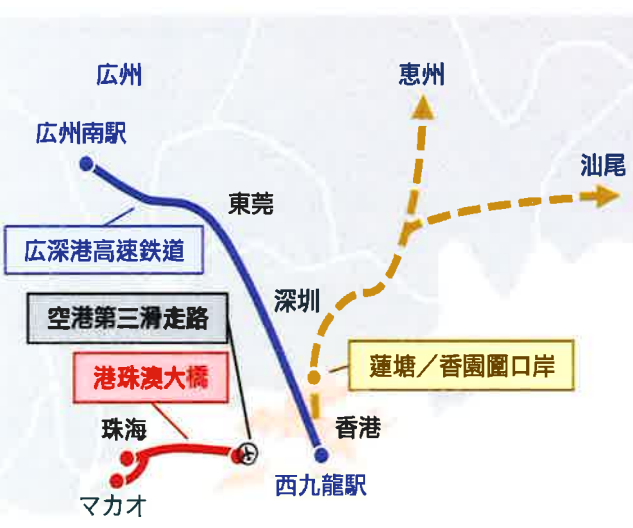 広州
恵州
広州南駅
汕尾
東莞
広深港高速鉄道
深圳
空港第三滑走路
蓮塘／香園圍口岸
港珠澳大橋
珠海
香港
西九龍駅
マカオ